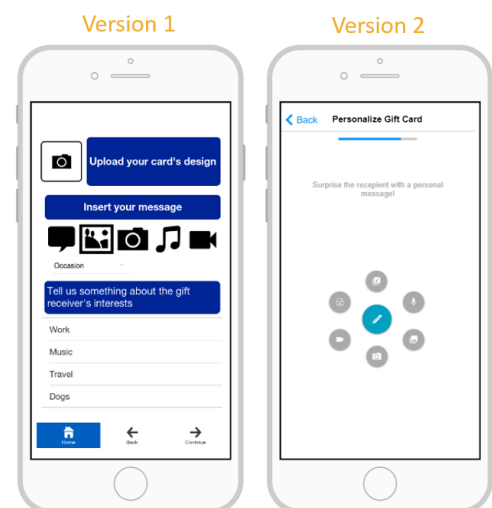 Version 1
Upload your card's design
Insert your message
Occasion
Tell us something about the gift
receiver's interests
Work
Music
Travel
Dogs
Home
Back
Continue
Version 2
Back
Personalize Gift Card
Surprise the recepient with a personal
message!